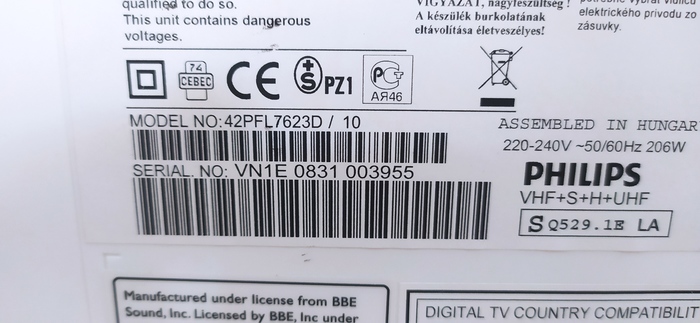 qualified to do so.
This unit contains dangerous
voltages.
VIGYÁZAT, nagyfeszültség !
A készülék burkolatának
eltávolítása életveszélyes!
elektrického prívodu zo
zásuvky.
74
CEBEC
CE
+S PZ1
РСТ
АЯ46
MODEL NO: 42PFL7623D / 10
SERIAL. NO: VN1E 0831 003955
ASSEMBLED IN HUNGAR
220-240V ~50/60Hz 206W
PHILIPS
VHF+S+H+UHF
S Q529.1E LA
Manufactured under license from BBE
Sound, Inc. Licensed by BBE, Inc under
DIGITAL TV COUNTRY COMPATIBILIT